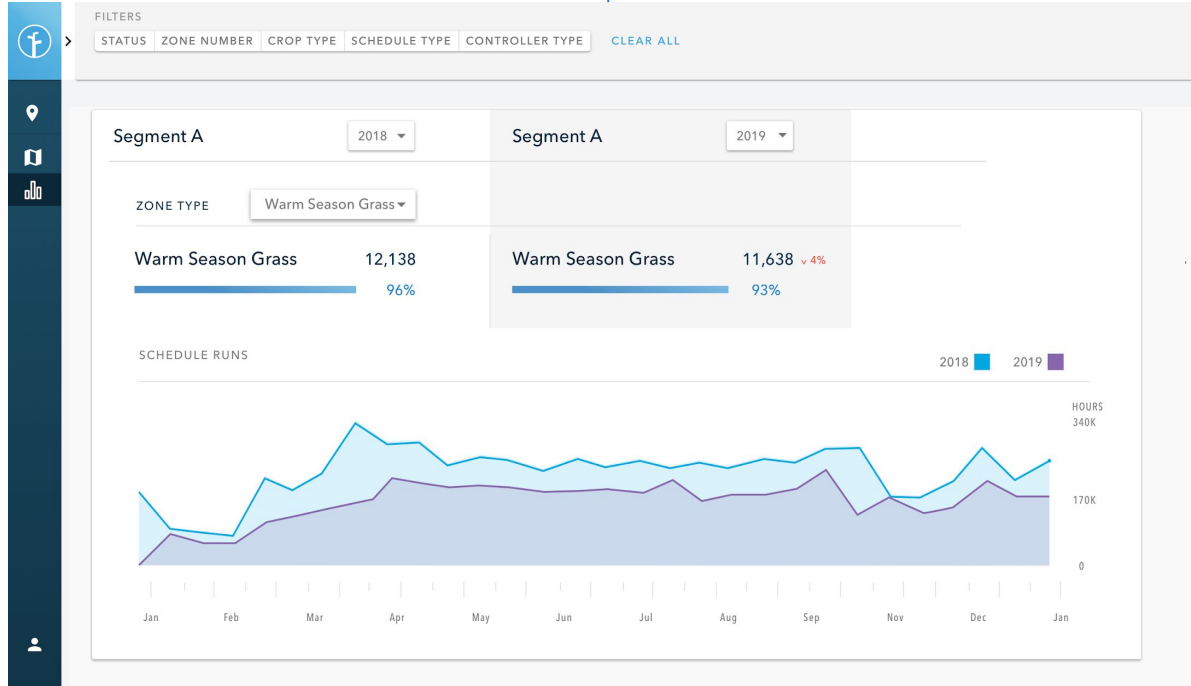 FILTERS
STATUS ZONE NUMBER CROP TYPE SCHEDULE TYPE CONTROLLER TYPE CLEAR ALL
Segment A 2018 Segment A 2019
ZONE TYPE Warm Season Grass
Warm Season Grass 12,138 Warm Season Grass 11,638 v 4%
96% 93%
SCHEDULE RUNS 2018 2019
HOURS
340K
170K
0
Jan Feb Mar Apr May Jun Jul Aug Sep Nov Dec Jan